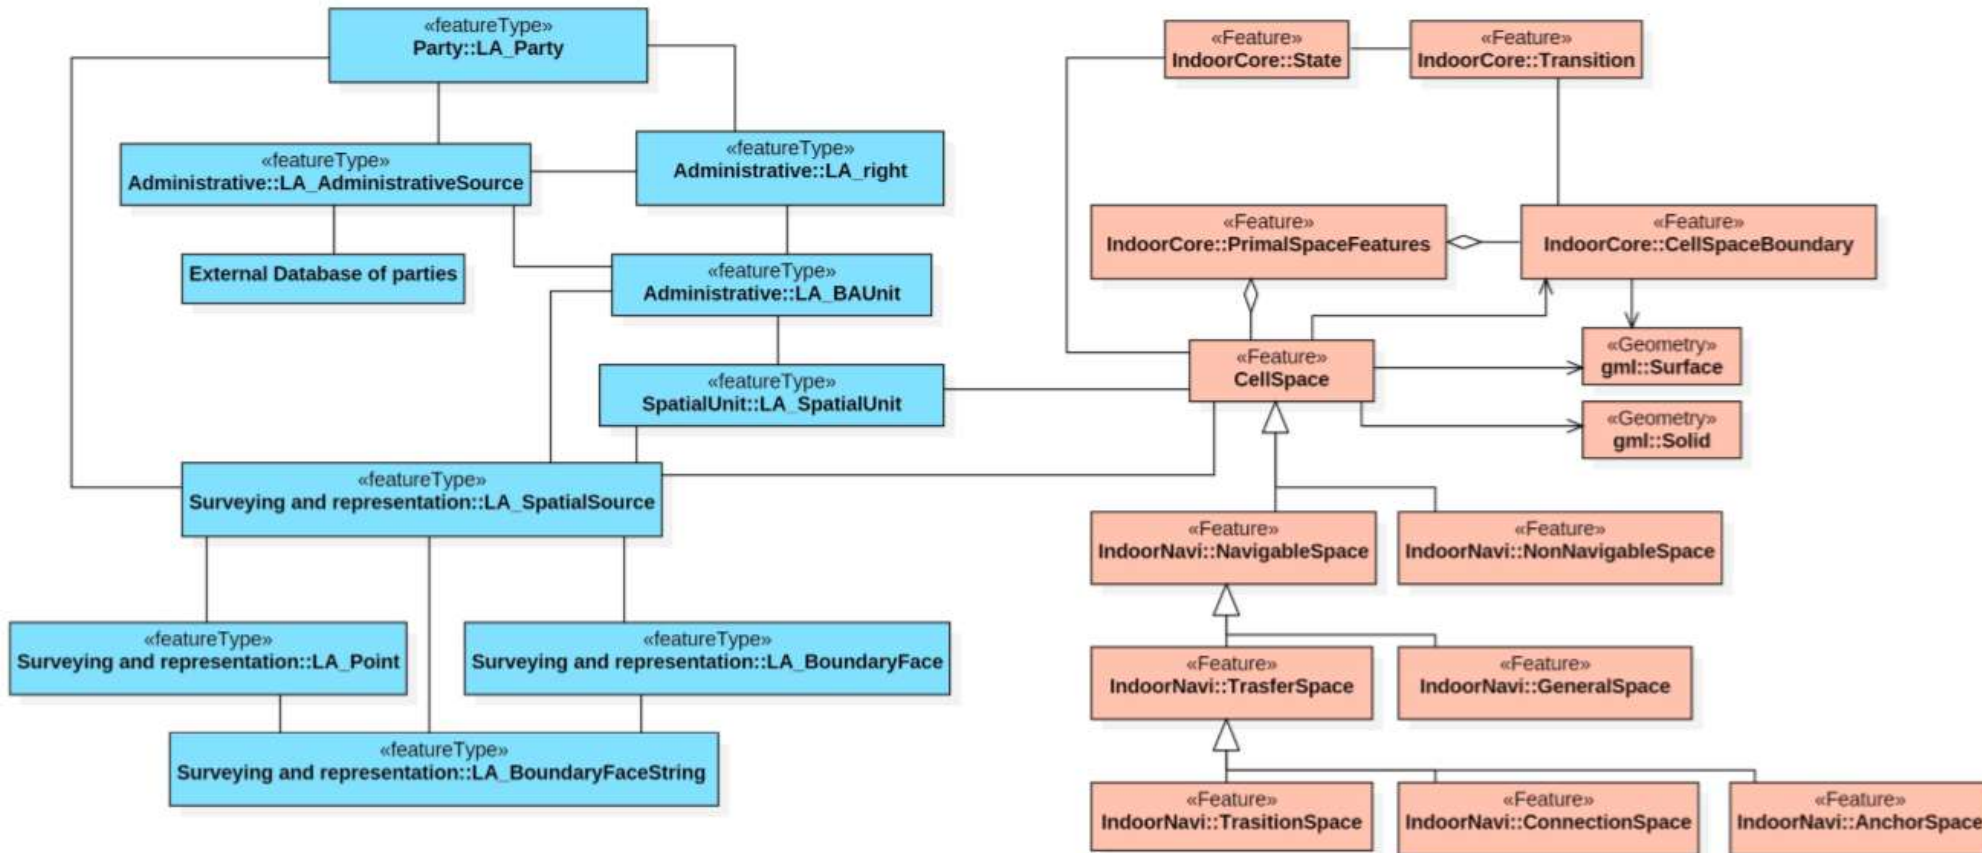 «featureType»
Party::LA_Party
«featureType»
Administrative::LA_AdministrativeSource
«featureType»
Administrative::LA_right
External Database of parties
«featureType»
Administrative::LA_BAUnit
«featureType»
SpatialUnit::LA_SpatialUnit
«featureType»
Surveying and representation::LA_SpatialSource
«featureType»
Surveying and representation::LA_Point
«featureType»
Surveying and representation::LA_BoundaryFace
«featureType»
Surveying and representation::LA_BoundaryFaceString
«Feature»
IndoorCore::State
«Feature»
IndoorCore::Transition
«Feature»
IndoorCore::PrimalSpaceFeatures
«Feature»
IndoorCore::CellSpaceBoundary
«Feature»
CellSpace
«Geometry»
gml::Surface
«Geometry»
gml::Solid
«Feature»
IndoorNavi::NavigableSpace
«Feature»
IndoorNavi::NonNavigableSpace
«Feature»
IndoorNavi::TrasferSpace
«Feature»
IndoorNavi::GeneralSpace
«Feature»
IndoorNavi::TrasitionSpace
«Feature»
IndoorNavi::ConnectionSpace
«Feature»
IndoorNavi::AnchorSpace